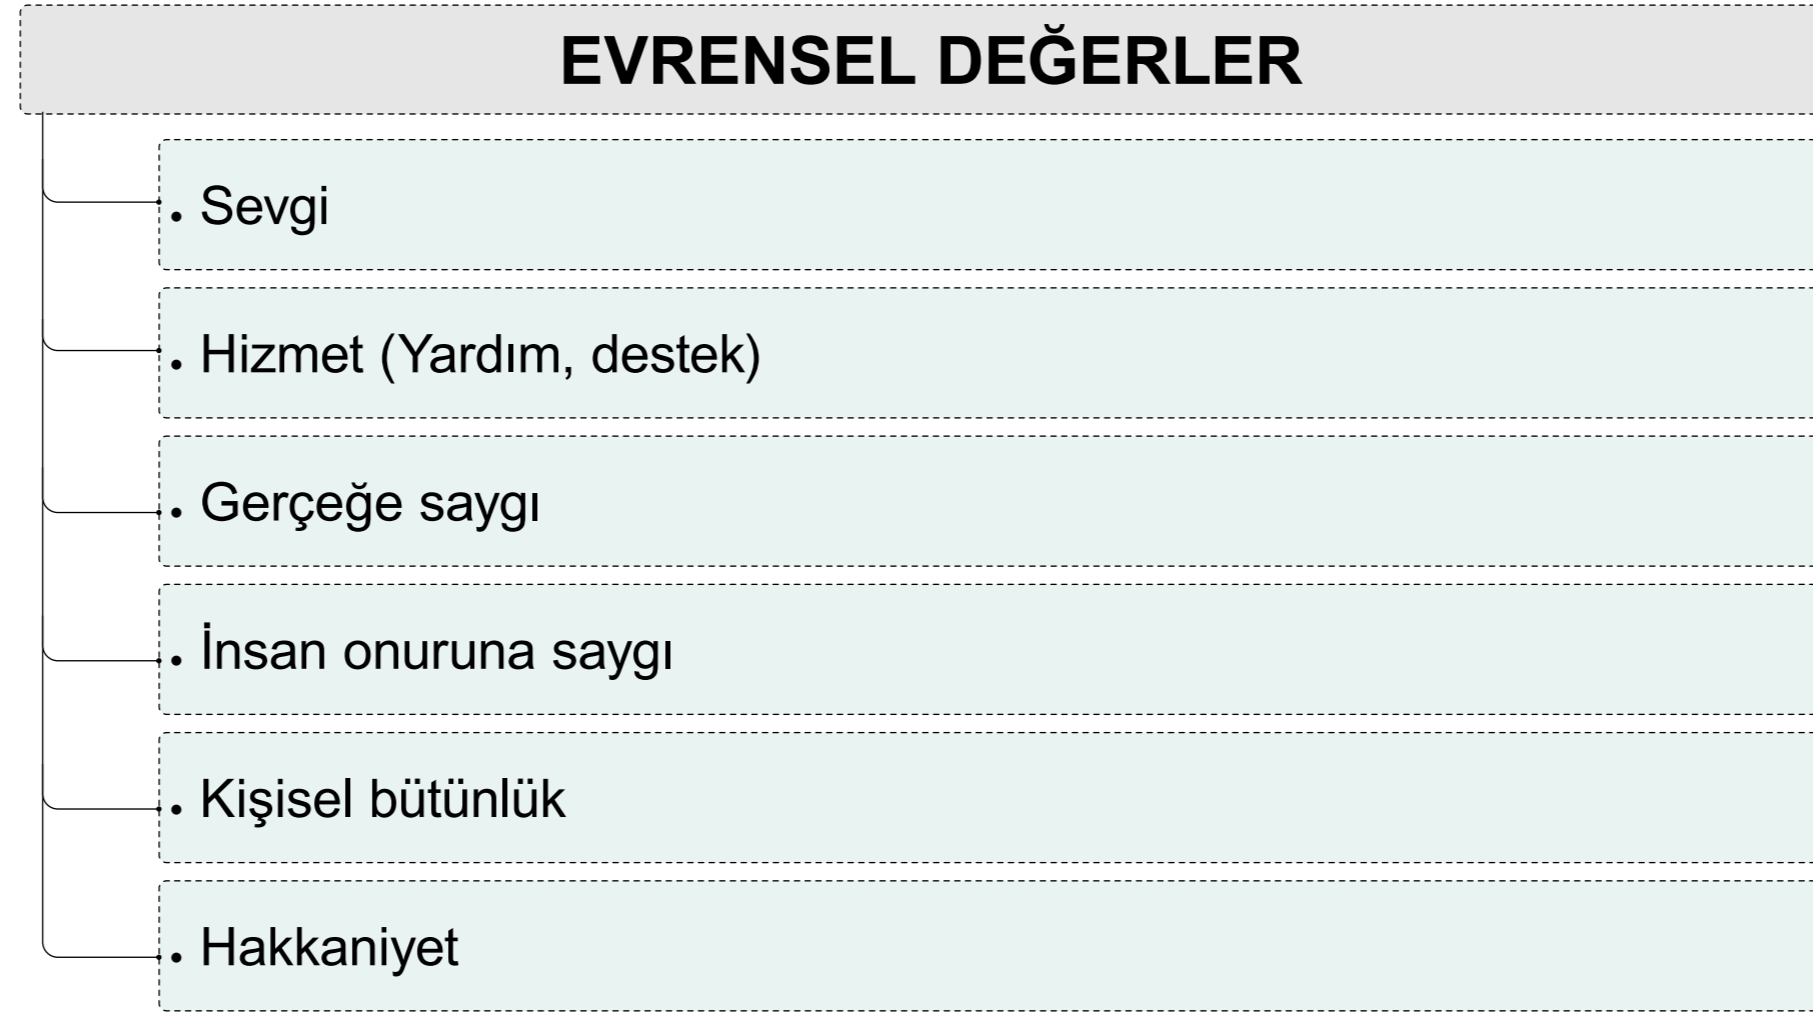 EVRENSEL DEĞERLER
• Sevgi
• Hizmet (Yardım, destek)
• Gerçeğe saygı
• İnsan onuruna saygı
• Kişisel bütünlük
• Hakkaniyet